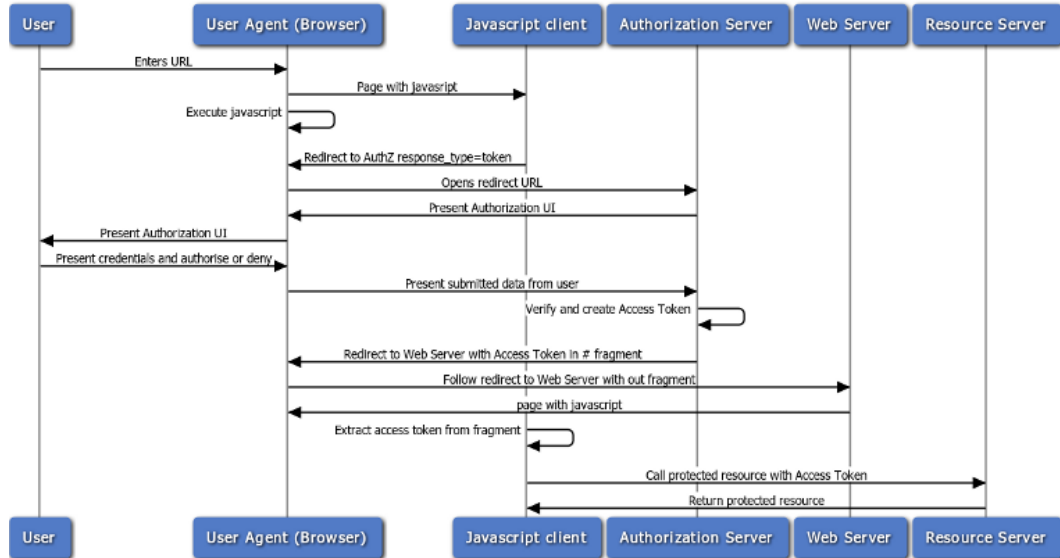 User User Agent (Browser) Javascript client Authorization Server Web Server Resource Server
Enters URL
Page with javasript
Execute javascript
Redirect to AuthZ response_type=token
Opens redirect URL
Present Authorization UI
Present Authorization UI
Present credentials and authorise or deny
Present submitted data from user
Verify and create Access Token
Redirect to Web Server with Access Token in # fragment
Follow redirect to Web Server with out fragment
page with javascript
Extract access token from fragment
Call protected resource with Access Token
Return protected resource
User User Agent (Browser) Javascript client Authorization Server Web Server Resource Server